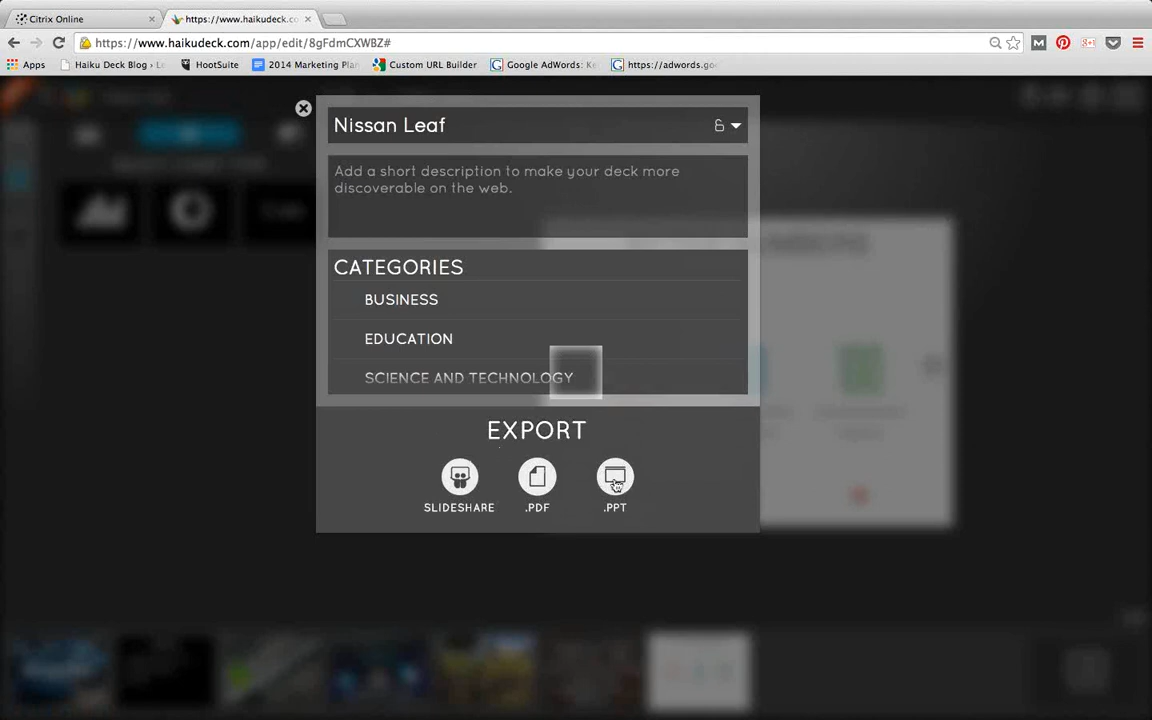 Citrix Online
https://www.haikudeck.co
https://www.haikudeck.com/app/edit/8gFdmCXWBZ#
Apps
Haiku Deck Blog
HootSuite
2014 Marketing Plan
Custom URL Builder
Google AdWords: Ke
https://adwords.go
Nissan Leaf
Add a short description to make your deck more
discoverable on the web.
CATEGORIES
BUSINESS
EDUCATION
SCIENCE AND TECHNOLOGY
EXPORT
SLIDESHARE
.PDF
.PPT